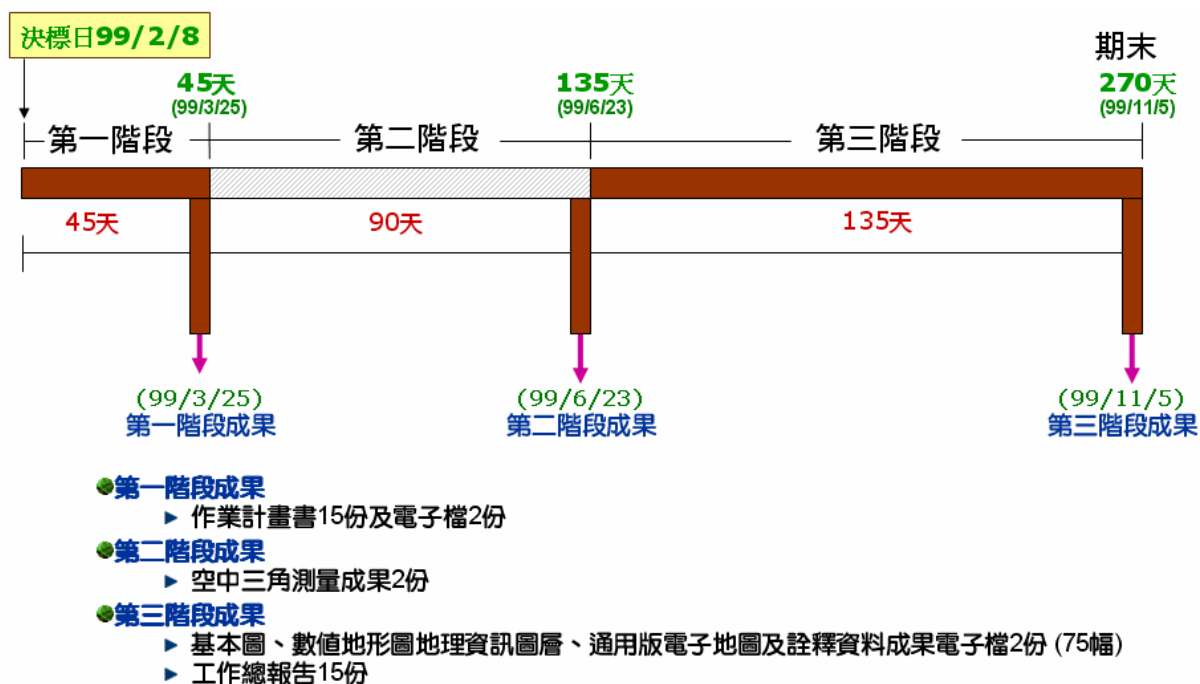 決標日99/2/8
期末
45天
135天
270天
(99/3/25)
(99/6/23)
(99/11/5)
第一階段
第二階段
第三階段
45天
90天
135天
(99/3/25)
(99/6/23)
(99/11/5)
第一階段成果
第二階段成果
第三階段成果
第一階段成果
作業計畫書15份及電子檔2份
第二階段成果
空中三角測量成果2份
第三階段成果
基本圖、數值地形圖地理資訊圖層、通用版電子地圖及詮釋資料成果電子檔2份 (75幅)
工作總報告15份